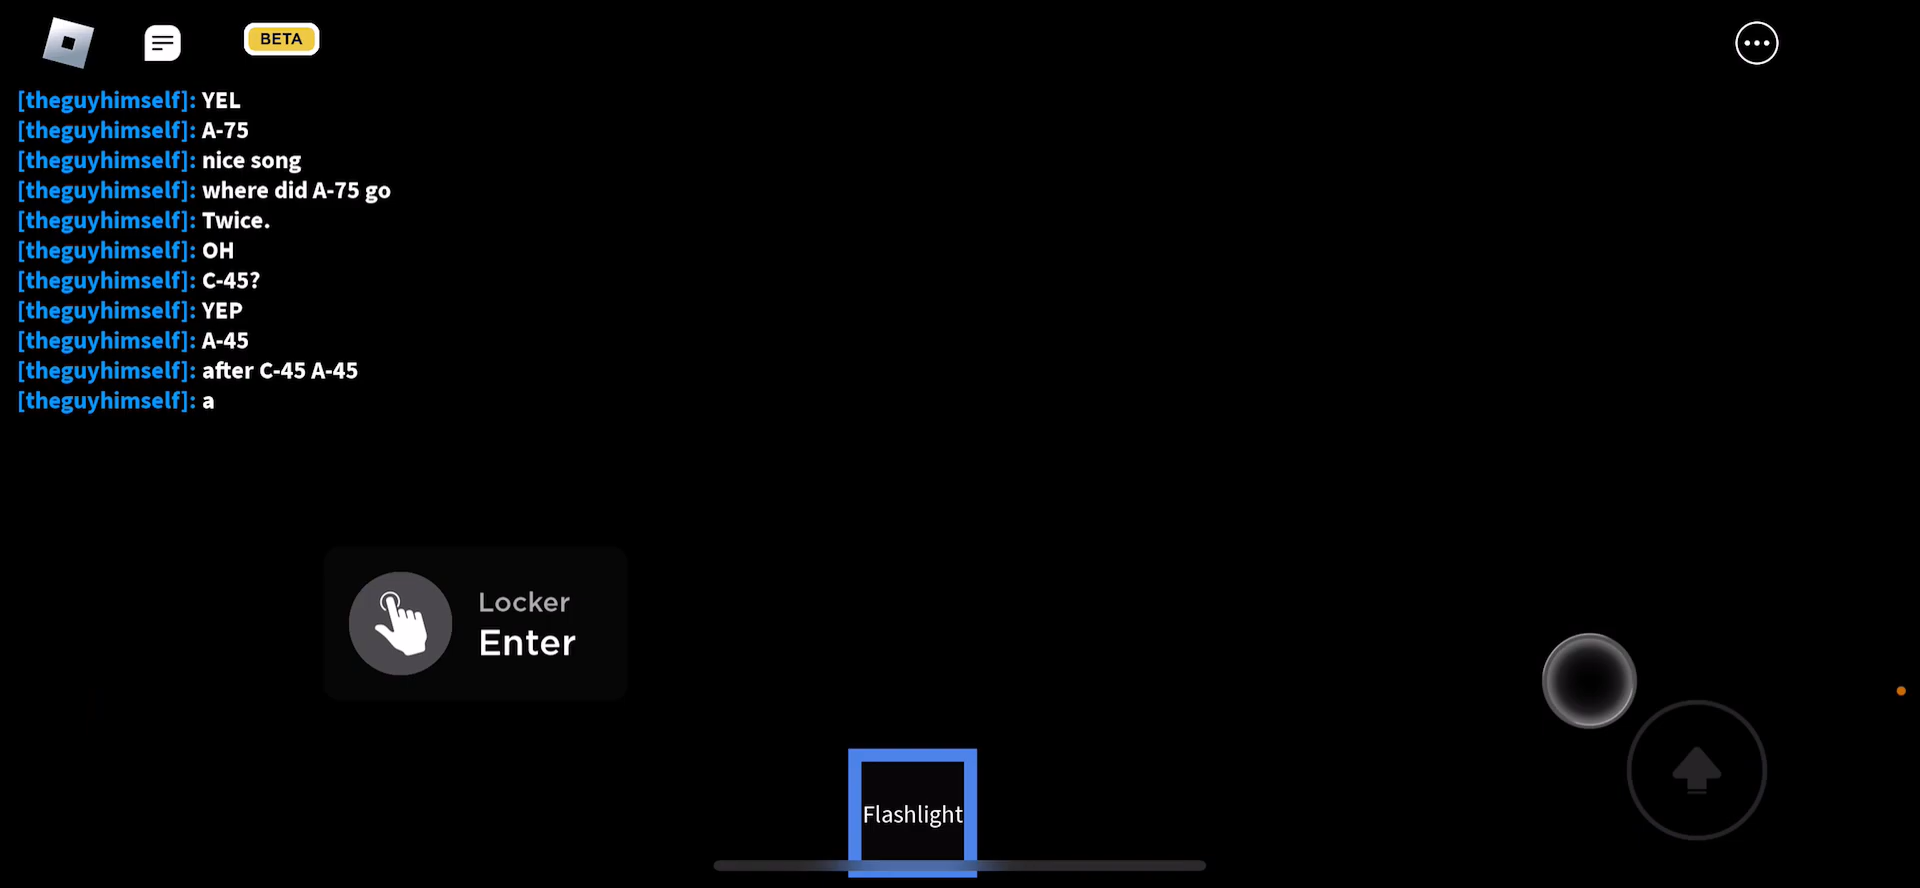 BETA
[theguyhimself]: YEL
[theguyhimself]: A-75
[theguyhimself]: nice song
[theguyhimself]: where did A-75 go
[theguyhimself]: Twice.
[theguyhimself]: OH
[theguyhimself]: C-45?
[theguyhimself]: YEP
[theguyhimself]: A-45
[theguyhimself]: after C-45 A-45
[theguyhimself]: a
Locker
Enter
Flashlight